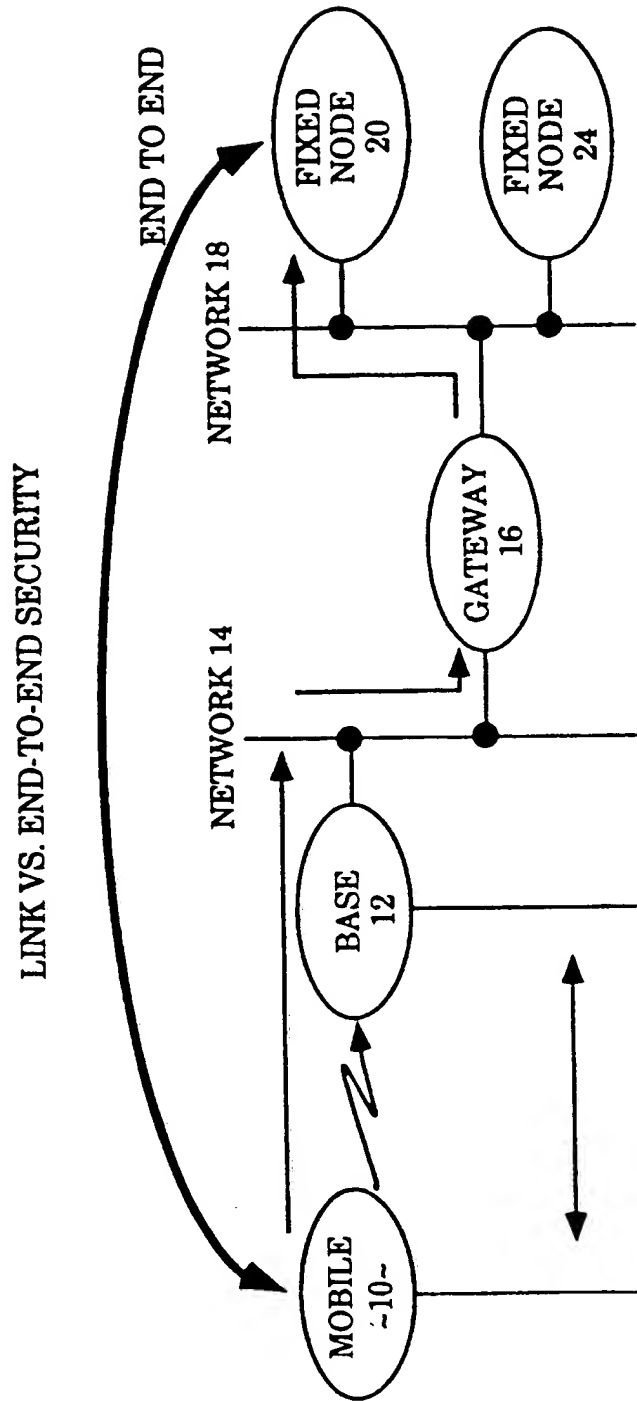 LINK VS. END-TO-END SECURITY
END TO END
NETWORK 14
NETWORK 18
MOBILE
~10~
BASE
12
GATEWAY
16
FIXED
NODE
20
FIXED
NODE
24